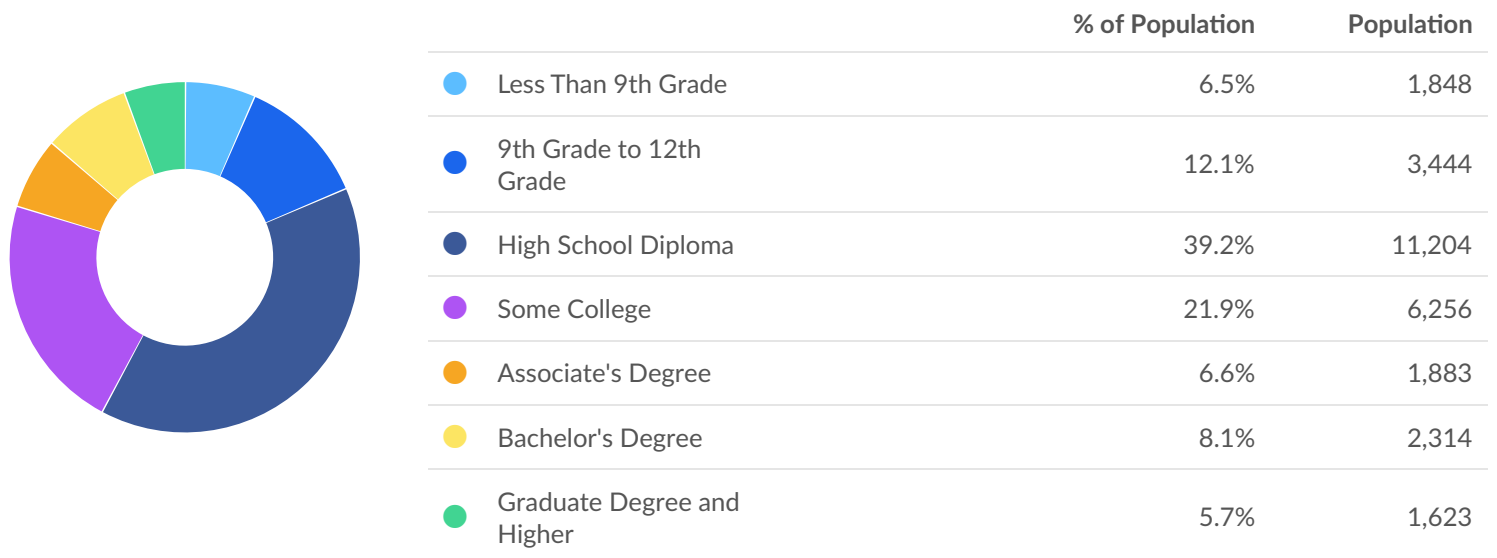 % of Population Population
Less Than 9th Grade 6.5% 1,848
9th Grade to 12th
Grade 12.1% 3,444
High School Diploma 39.2% 11,204
Some College 21.9% 6,256
Associate's Degree 6.6% 1,883
Bachelor's Degree 8.1% 2,314
Graduate Degree and
Higher 5.7% 1,623